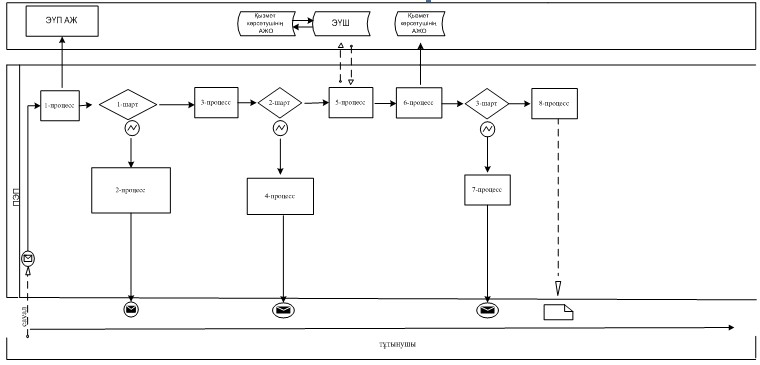 ЭҮП АЖ
Қызмет
көрсетушінің
АЖО
ЭҮШ
Қызмет
көрсетушінің
АЖО
1-процесс
1-шарт
3-процесс
2-шарт
5-процесс
6-процесс
3-шарт
8-процесс
2-процесс
4-процесс
7-процесс
ПЭП
сауал
тұтынушы